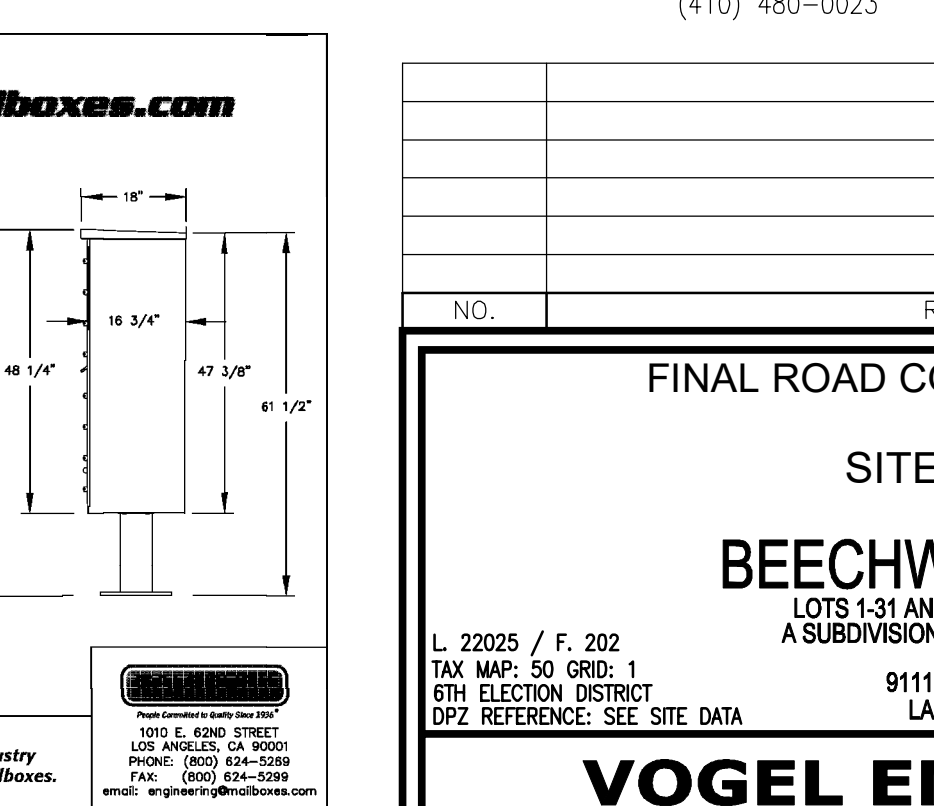 (410) 480-0023
lboxes.com
18"
16 3/4"
48 1/4"
47 3/8"
61 1/2"
People Committed to Quality Since 1936
1010 E. 62ND STREET
LOS ANGELES, CA 90001
PHONE: (800) 624-5269
FAX: (800) 624-5299
email: engineering@mailboxes.com
stry
lboxes.
NO.
FINAL ROAD CO
SITE
BEECHW
LOTS 1-31 AN
A SUBDIVISION
9111
LA
L. 22025 / F. 202
TAX MAP: 50 GRID: 1
6TH ELECTION DISTRICT
DPZ REFERENCE: SEE SITE DATA
VOGEL E